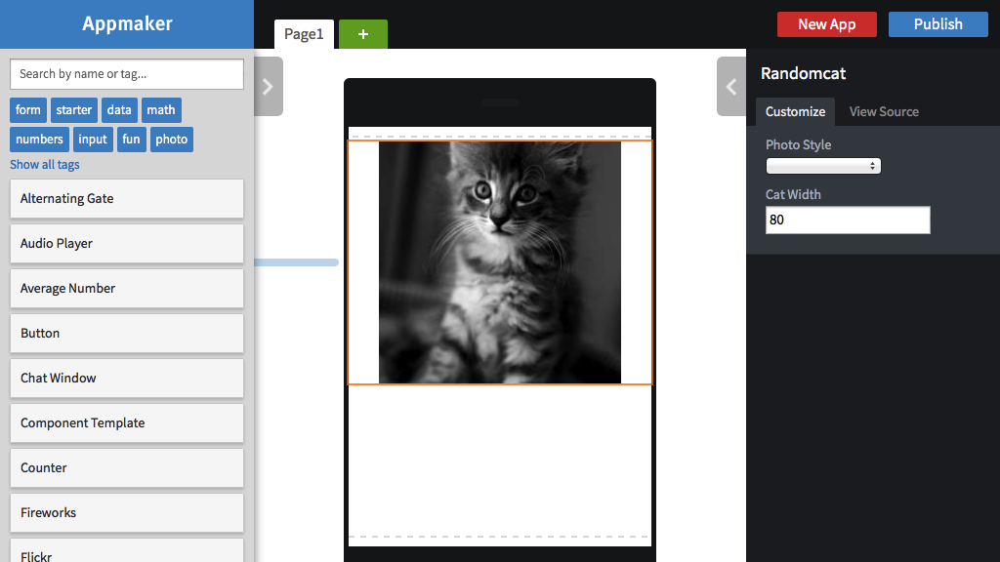 Appmaker
Page1
+
New App
Publish
Search by name or tag...
form starter data math
numbers input fun photo
Show all tags
Alternating Gate
Audio Player
Average Number
Button
Chat Window
Component Template
Counter
Fireworks
Flickr
Randomcat
Customize View Source
Photo Style
Cat Width
80